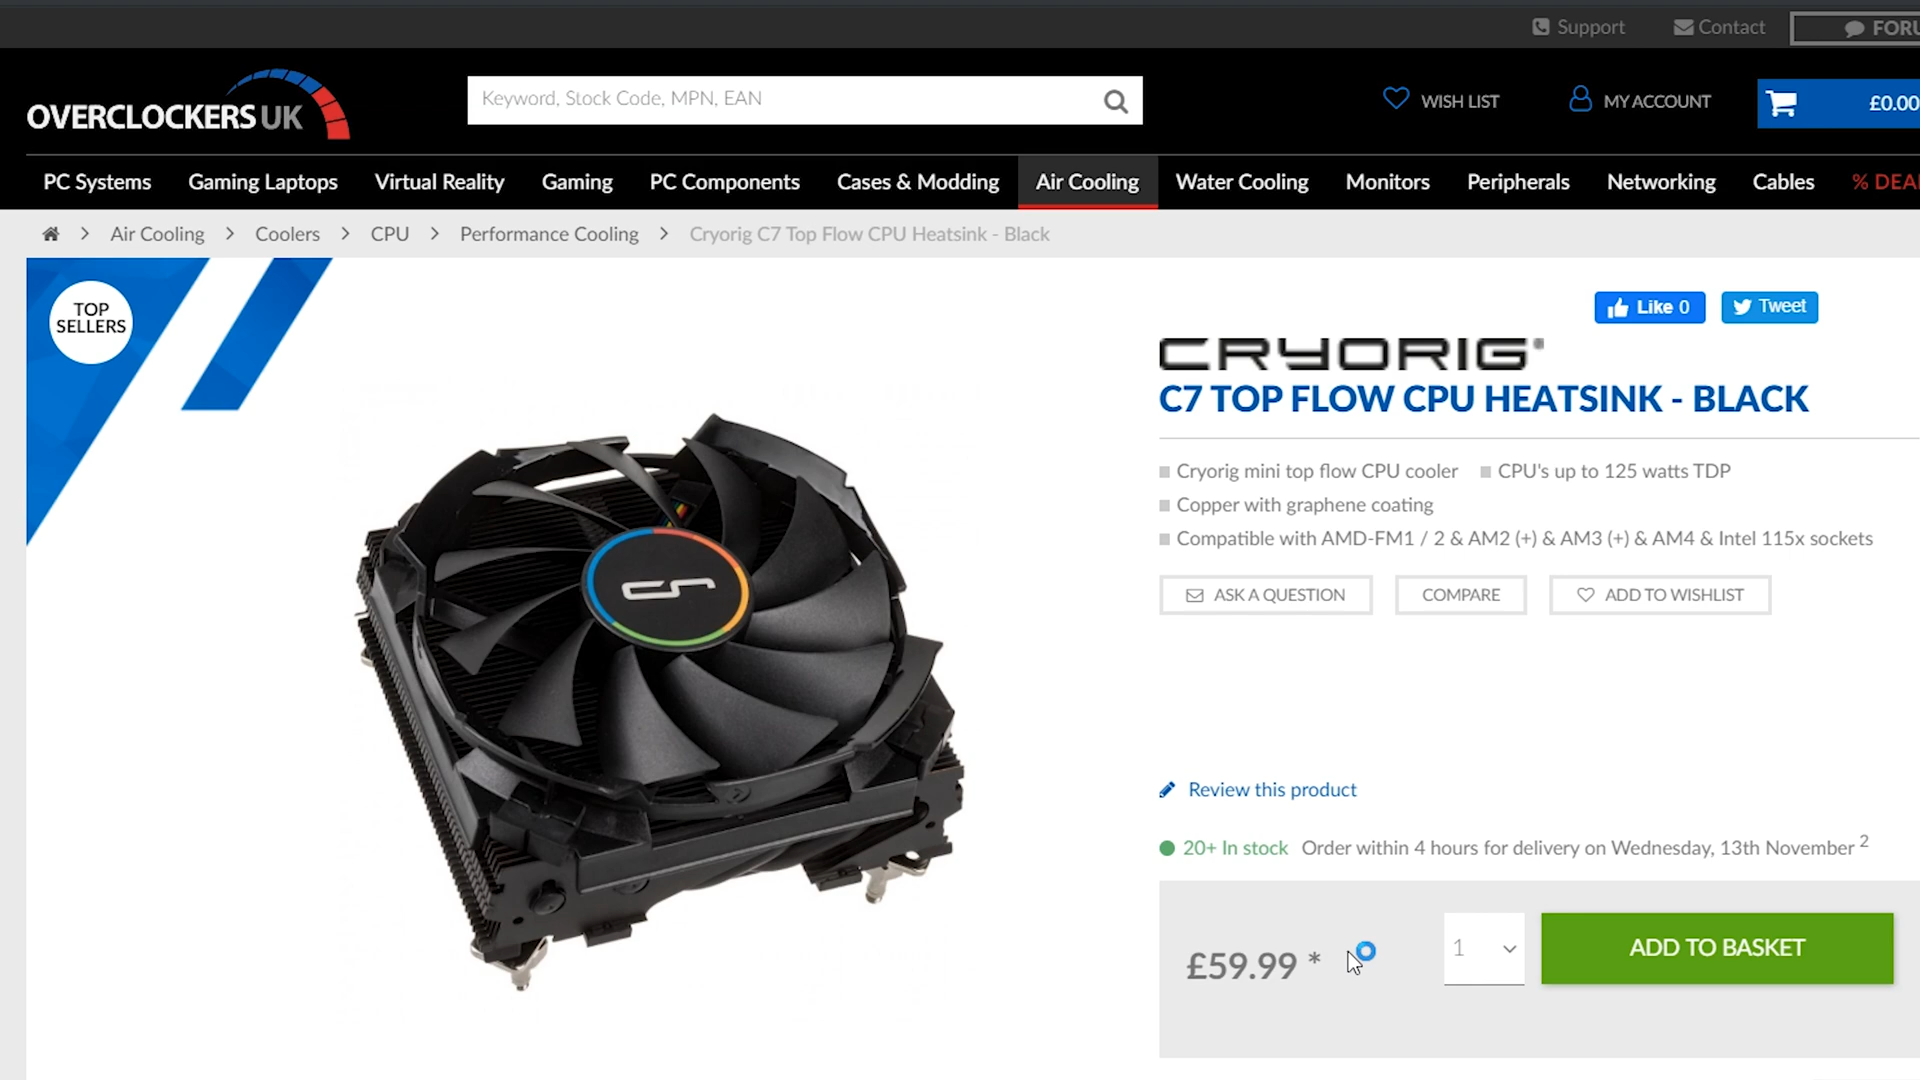 Support Contact
OVERCLOCKERS UK
Keyword, Stock Code, MPN, EAN
WISH LIST MY ACCOUNT £0.00
PC Systems Gaming Laptops Virtual Reality Gaming PC Components Cases & Modding Air Cooling Water Cooling Monitors Peripherals Networking Cables %
Air Cooling > Coolers > CPU > Performance Cooling > Cryorig C7 Top Flow CPU Heatsink - Black
TOP
SELLERS
Like 0 Tweet
CRYORIG®
C7 TOP FLOW CPU HEATSINK - BLACK
Cryorig mini top flow CPU cooler CPU's up to 125 watts TDP
Copper with graphene coating
Compatible with AMD-FM1 / 2 & AM2 (+) & AM3 (+) & AM4 & Intel 115x sockets
ASK A QUESTION COMPARE ADD TO WISHLIST
Review this product
20+ In stock Order within 4 hours for delivery on Wednesday, 13th November 2
£59.99 * 1 ADD TO BASKET